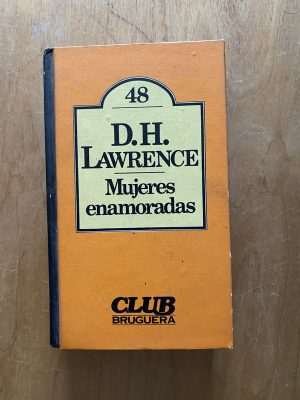 48
D.H.
LAWRENCE
Mujeres
enamoradas
CLUB
BRUGUERA